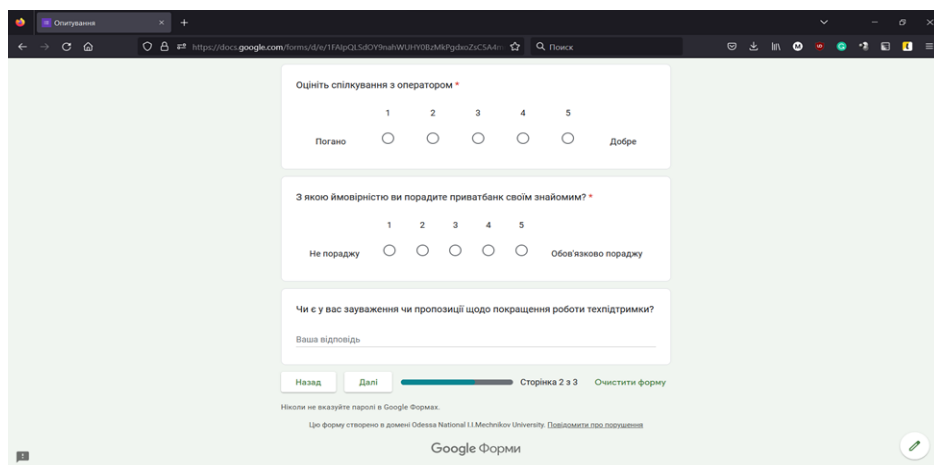 Опитування
https://docs.google.com/forms/d/e/1FAIpQLSdOY9nahWUHY0BzMkPgdxoZsCSA4m
Поиск
Оцініть спілкування з оператором *
1 2 3 4 5
Погано Добре
З якою ймовірністю ви порадите приватбанк своїм знайомим? *
1 2 3 4 5
Не пораджу Обов'язково пораджу
Чи є у вас зауваження чи пропозиції щодо покращення роботи техпідтримки?
Ваша відповідь
Назад Далі Сторінка 2 з 3 Очистити форму
Ніколи не вказуйте паролі в Google Формах.
Цю форму створено в домені Odessa National I.I.Mechnikov University. Повідомити про порушення
Google Форми